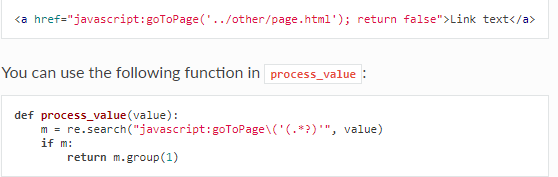 <a href="javascript:goToPage('../other/page.html'); return false">Link text</a>
You can use the following function in process_value:
def process_value(value):
    m = re.search("javascript:goToPage\('(.*?)'", value)
    if m:
        return m.group(1)